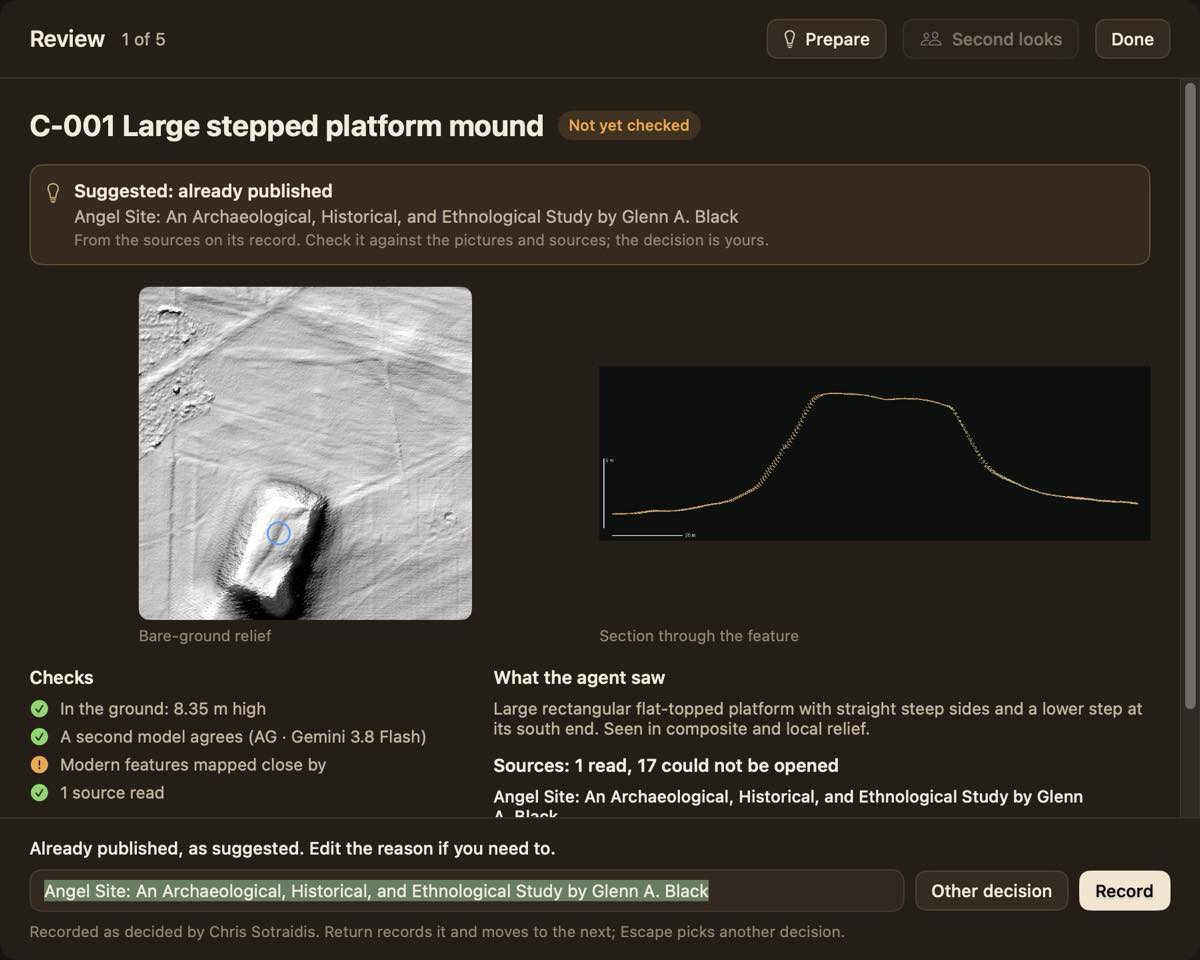 Review 1 of 5
Prepare
Second looks
Done
C-001 Large stepped platform mound
Not yet checked
Suggested: already published
Angel Site: An Archaeological, Historical, and Ethnological Study by Glenn A. Black
From the sources on its record. Check it against the pictures and sources; the decision is yours.
Bare-ground relief
Section through the feature
Checks
In the ground: 8.35 m high
A second model agrees (AG · Gemini 3.8 Flash)
Modern features mapped close by
1 source read
What the agent saw
Large rectangular flat-topped platform with straight steep sides and a lower step at
its south end. Seen in composite and local relief.
Sources: 1 read, 17 could not be opened
Angel Site: An Archaeological, Historical, and Ethnological Study by Glenn
A. Black
Already published, as suggested. Edit the reason if you need to.
Angel Site: An Archaeological, Historical, and Ethnological Study by Glenn A. Black
Other decision
Record
Recorded as decided by Chris Sotraidis. Return records it and moves to the next; Escape picks another decision.